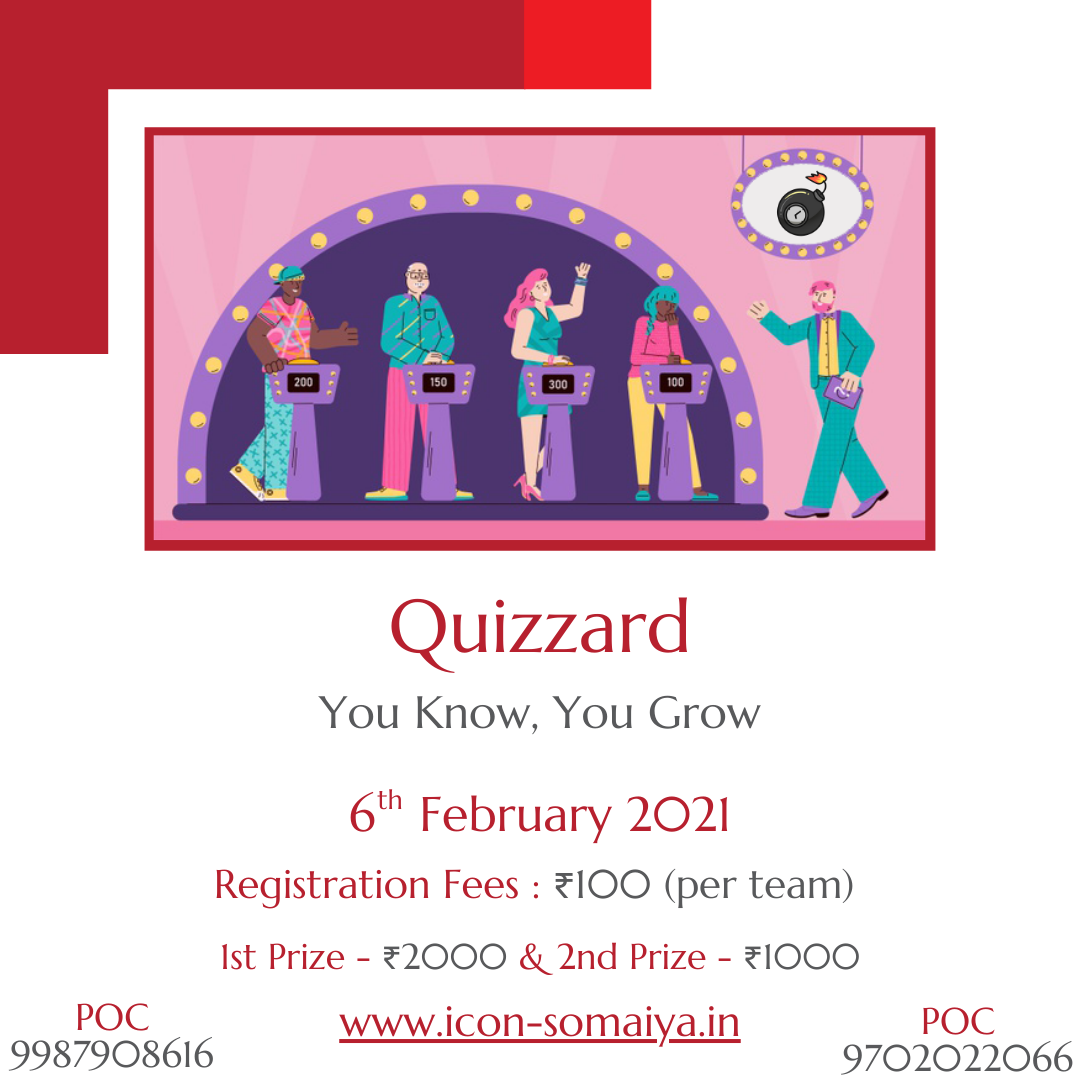 200
150
300
100
Quizzard
You Know, You Grow
6th February 2021
Registration Fees : ₹100 (per team)
1st Prize - ₹2000 & 2nd Prize - ₹1000
POC
9987908616
www.icon-somaiya.in
POC
9702022066